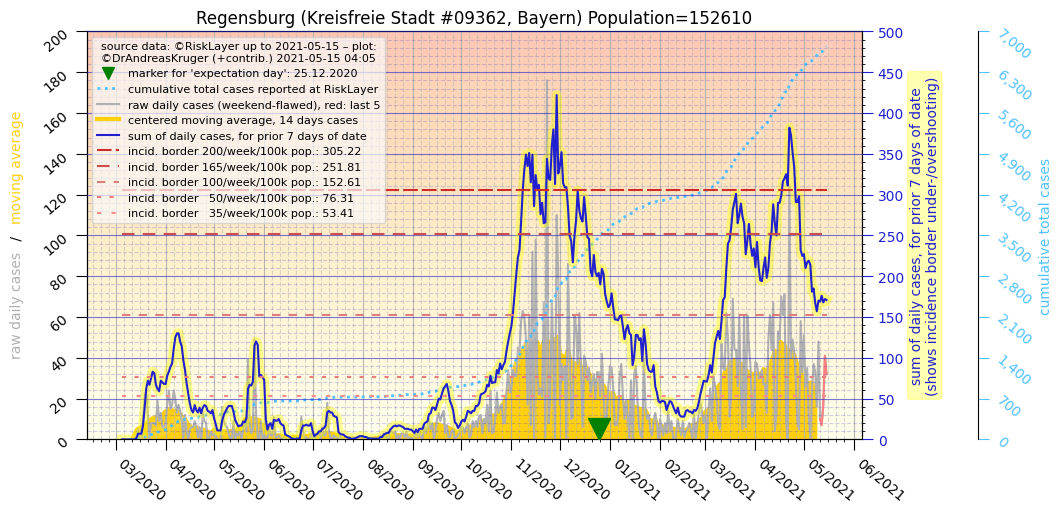 Regensburg (Kreisfreie Stadt #09362, Bayern) Population=152610
source data: ©RiskLayer up to 2021-05-15 – plot:
©DrAndreasKruger (+contrib.) 2021-05-15 04:05
marker for 'expectation day': 25.12.2020
cumulative total cases reported at RiskLayer
raw daily cases (weekend-flawed), red: last 5
centered moving average, 14 days cases
sum of daily cases, for prior 7 days of date
incid. border 200/week/100k pop.: 305.22
incid. border 165/week/100k pop.: 251.81
incid. border 100/week/100k pop.: 152.61
incid. border   50/week/100k pop.: 76.31
incid. border   35/week/100k pop.: 53.41
raw daily cases / moving average
200
180
160
140
120
100
80
60
40
20
0
500
450
400
350
300
250
200
150
100
50
0
sum of daily cases, for prior 7 days of date
(shows incidence border under-/overshooting)
7,000
6,300
5,600
4,900
4,200
3,500
2,800
2,100
1,400
700
0
cumulative total cases
03/2020
04/2020
05/2020
06/2020
07/2020
08/2020
09/2020
10/2020
11/2020
12/2020
01/2021
02/2021
03/2021
04/2021
05/2021
06/2021